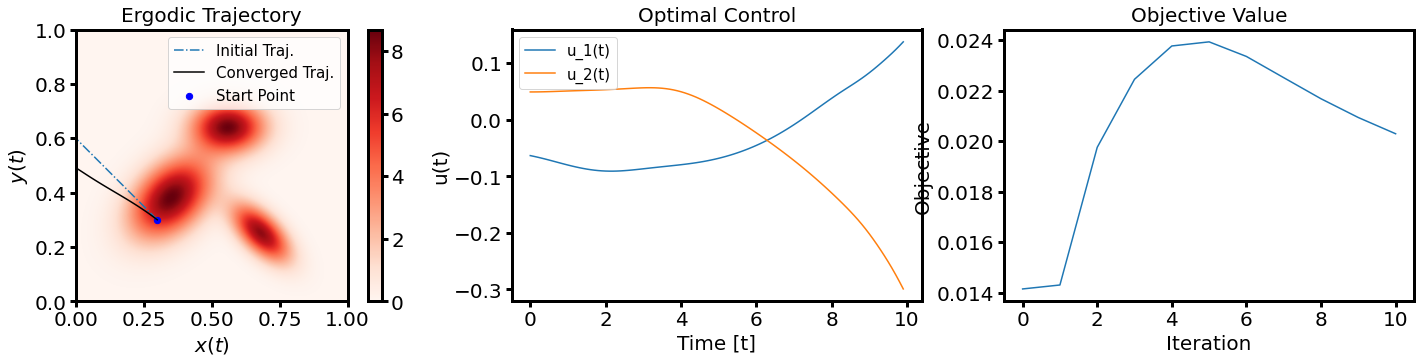 Ergodic Trajectory
Initial Traj.
Converged Traj.
Start Point
1.0
0.8
0.6
0.4
0.2
0.0
y(t)
0.00 0.25 0.50 0.75 1.00
x(t)
8
6
4
2
0
Optimal Control
u_1(t)
u_2(t)
0.1
0.0
−0.1
−0.2
−0.3
u(t)
0 2 4 6 8 10
Time [t]
Objective Value
0.024
0.022
0.020
0.018
0.016
0.014
Objective
0 2 4 6 8 10
Iteration